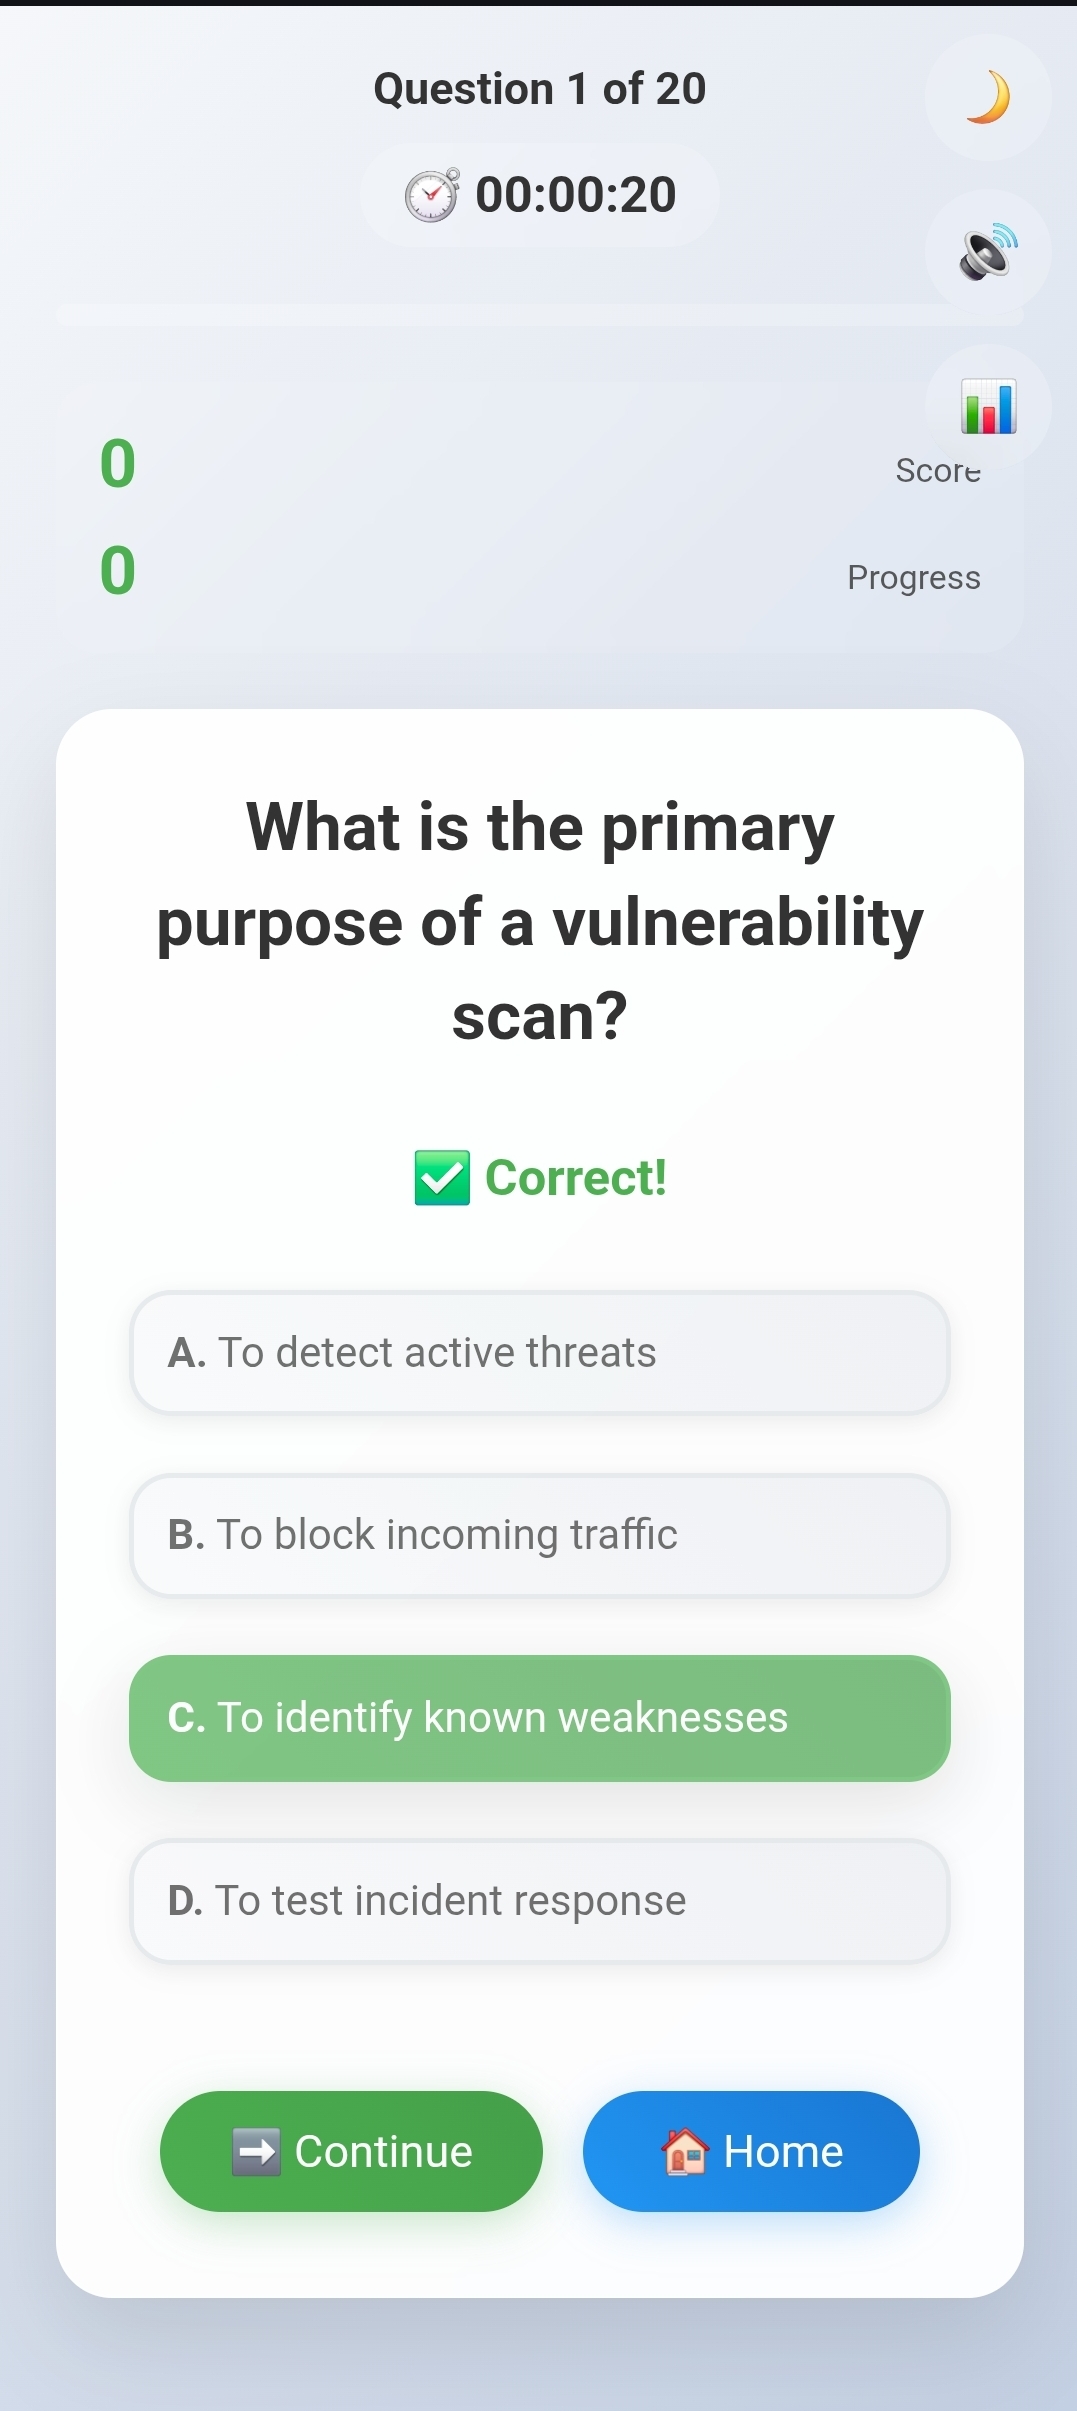 Question 1 of 20
00:00:20
0
Score
0
Progress
What is the primary
purpose of a vulnerability
scan?
Correct!
A. To detect active threats
B. To block incoming traffic
C. To identify known weaknesses
D. To test incident response
Continue
Home